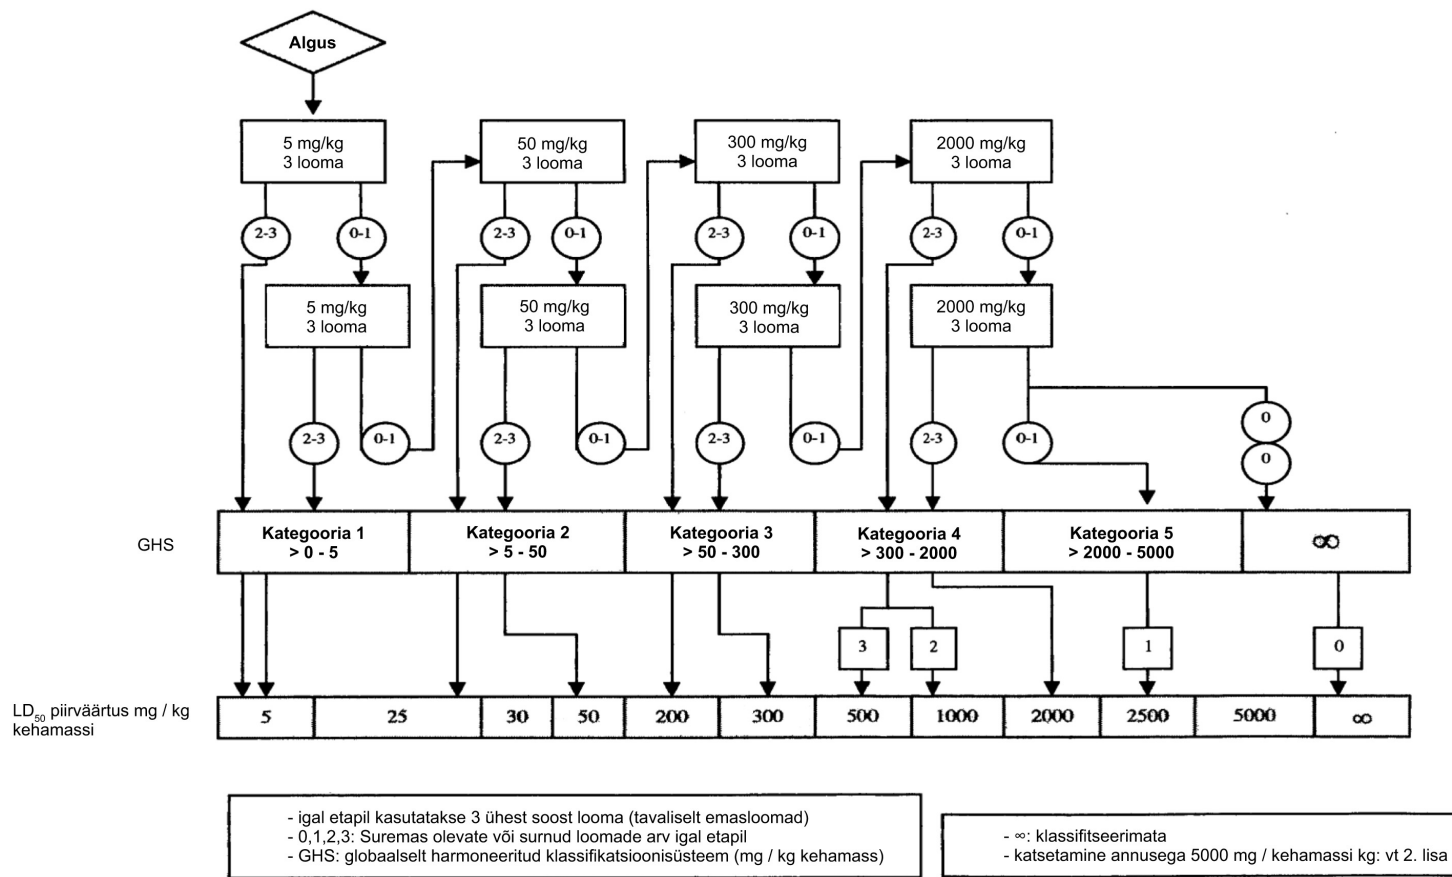 Algus
5 mg/kg
3 looma
50 mg/kg
3 looma
300 mg/kg
3 looma
2000 mg/kg
3 looma
2-3
0-1
2-3
0-1
2-3
0-1
2-3
0-1
5 mg/kg
3 looma
50 mg/kg
3 looma
300 mg/kg
3 looma
2000 mg/kg
3 looma
2-3
0-1
2-3
0-1
2-3
0-1
2-3
0-1
0
0
GHS
Kategooria 1
> 0 - 5
Kategooria 2
> 5 - 50
Kategooria 3
> 50 - 300
Kategooria 4
> 300 - 2000
Kategooria 5
> 2000 - 5000
∞
3
2
1
0
LD50 piirväärtus mg / kg
kehamassi
5
25
30
50
200
300
500
1000
2000
2500
5000
∞
- igal etapil kasutatakse 3 ühest soost looma (tavaliselt emasloomad)
- 0,1,2,3: Suremas olevate või surnud loomade arv igal etapil
- GHS: globaalselt harmoneeritud klassifikatsioonisüsteem (mg / kg kehamass)
- ∞: klassifitseerimata
- katsetamine annusega 5000 mg / kehamassi kg: vt 2. lisa